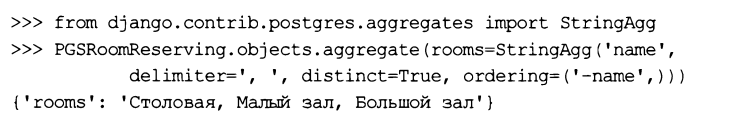 >>> from django.contrib.postgres.aggregates import StringAgg
>>> PGSRoomReserving.objects.aggregate(rooms=StringAgg('name',
delimiter=', ', distinct=True, ordering=('-name',)))
{'rooms': 'Столовая, Малый зал, Большой зал'}